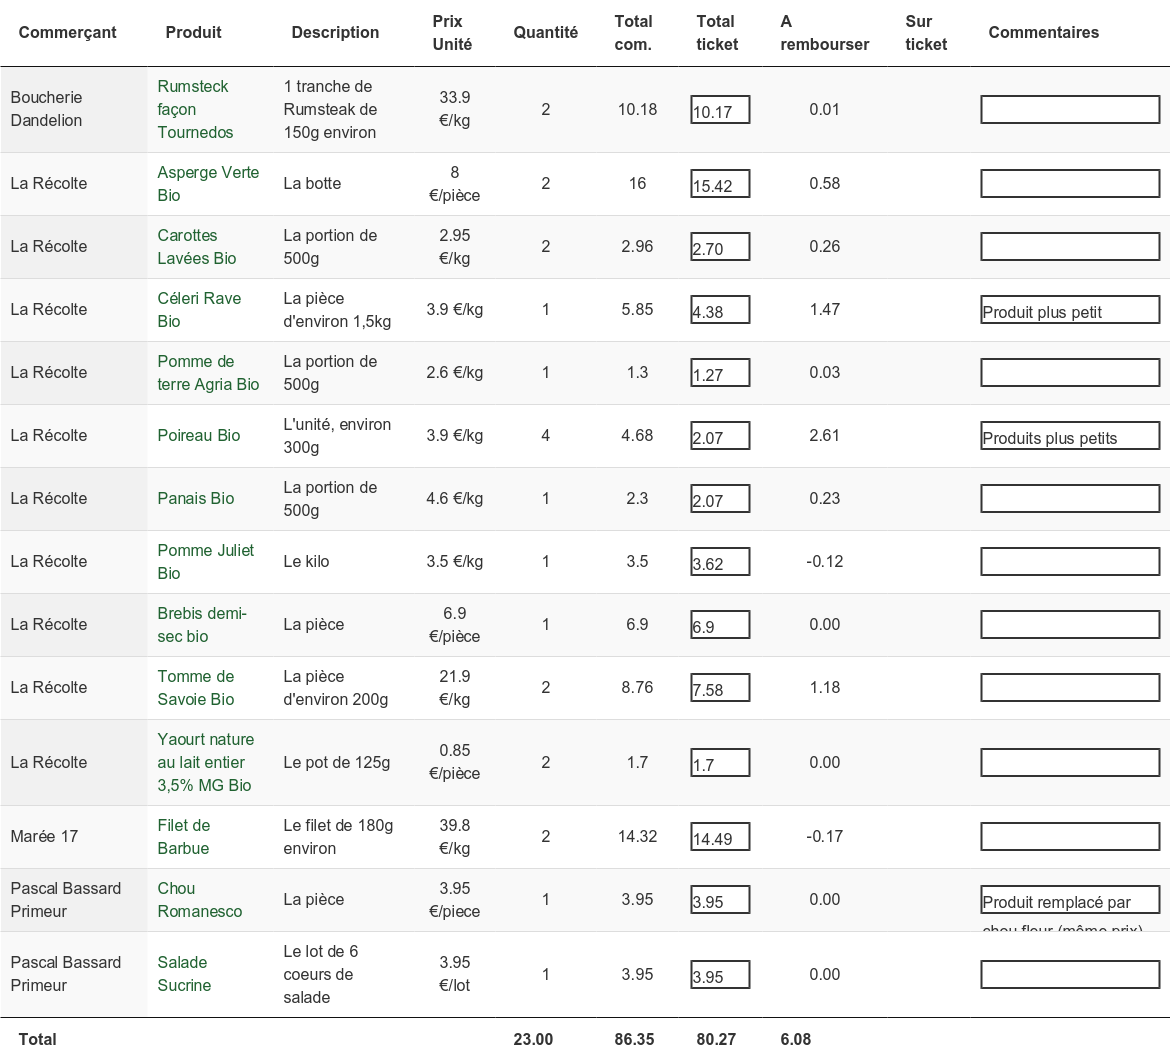 Commerçant Produit Description Prix Unité Quantité Total com. Total ticket A rembourser Sur ticket Commentaires
Boucherie Dandelion Rumsteck façon Tournedos 1 tranche de Rumsteak de 150g environ 33.9 €/kg 2 10.18 10.17 0.01
La Récolte Asperge Verte Bio La botte 8 €/pièce 2 16 15.42 0.58
La Récolte Carottes Lavées Bio La portion de 500g 2.95 €/kg 2 2.96 2.70 0.26
La Récolte Céleri Rave Bio La pièce d'environ 1,5kg 3.9 €/kg 1 5.85 4.38 1.47 Produit plus petit
La Récolte Pomme de terre Agria Bio La portion de 500g 2.6 €/kg 1 1.3 1.27 0.03
La Récolte Poireau Bio L'unité, environ 300g 3.9 €/kg 4 4.68 2.07 2.61 Produits plus petits
La Récolte Panais Bio La portion de 500g 4.6 €/kg 1 2.3 2.07 0.23
La Récolte Pomme Juliet Bio Le kilo 3.5 €/kg 1 3.5 3.62 -0.12
La Récolte Brebis demi-sec bio La pièce 6.9 €/pièce 1 6.9 6.9 0.00
La Récolte Tomme de Savoie Bio La pièce d'environ 200g 21.9 €/kg 2 8.76 7.58 1.18
La Récolte Yaourt nature au lait entier 3,5% MG Bio Le pot de 125g 0.85 €/pièce 2 1.7 1.7 0.00
Marée 17 Filet de Barbue Le filet de 180g environ 39.8 €/kg 2 14.32 14.49 -0.17
Pascal Bassard Primeur Chou Romanesco La pièce 3.95 €/piece 1 3.95 3.95 0.00 Produit remplacé par chou fleur (même prix)
Pascal Bassard Primeur Salade Sucrine Le lot de 6 coeurs de salade 3.95 €/lot 1 3.95 3.95 0.00
Total 23.00 86.35 80.27 6.08